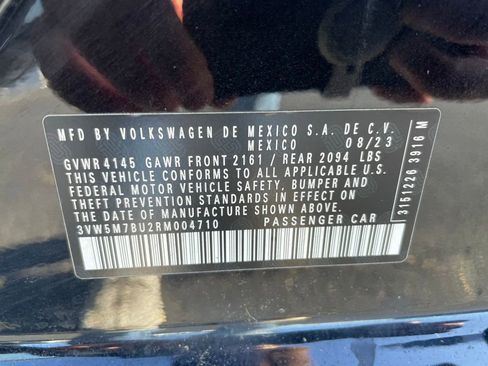 MFD BY VOLKSWAGEN DE MEXICO S.A. DE C.V.
MEXICO 08/23
GVWR 4145 GAWR FRONT 2161 / REAR 2094 LBS
THIS VEHICLE CONFORMS TO ALL APPLICABLE U.S.
FEDERAL MOTOR VEHICLE SAFETY, BUMPER AND
THEFT PREVENTION STANDARDS IN EFFECT ON
THE DATE OF MANUFACTURE SHOWN ABOVE.
3VW5M7BU2RM004710 PASSENGER CAR
3151226 3916 M